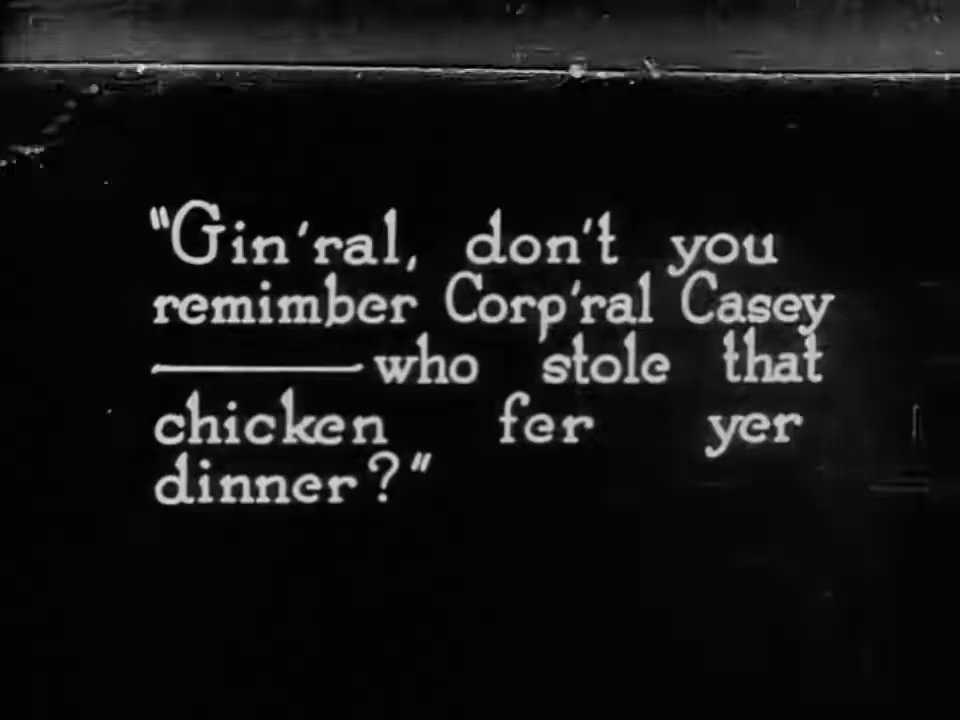 "Gin'ral, don't you
remimber Corp'ral Casey
———who stole that
chicken fer yer
dinner?"